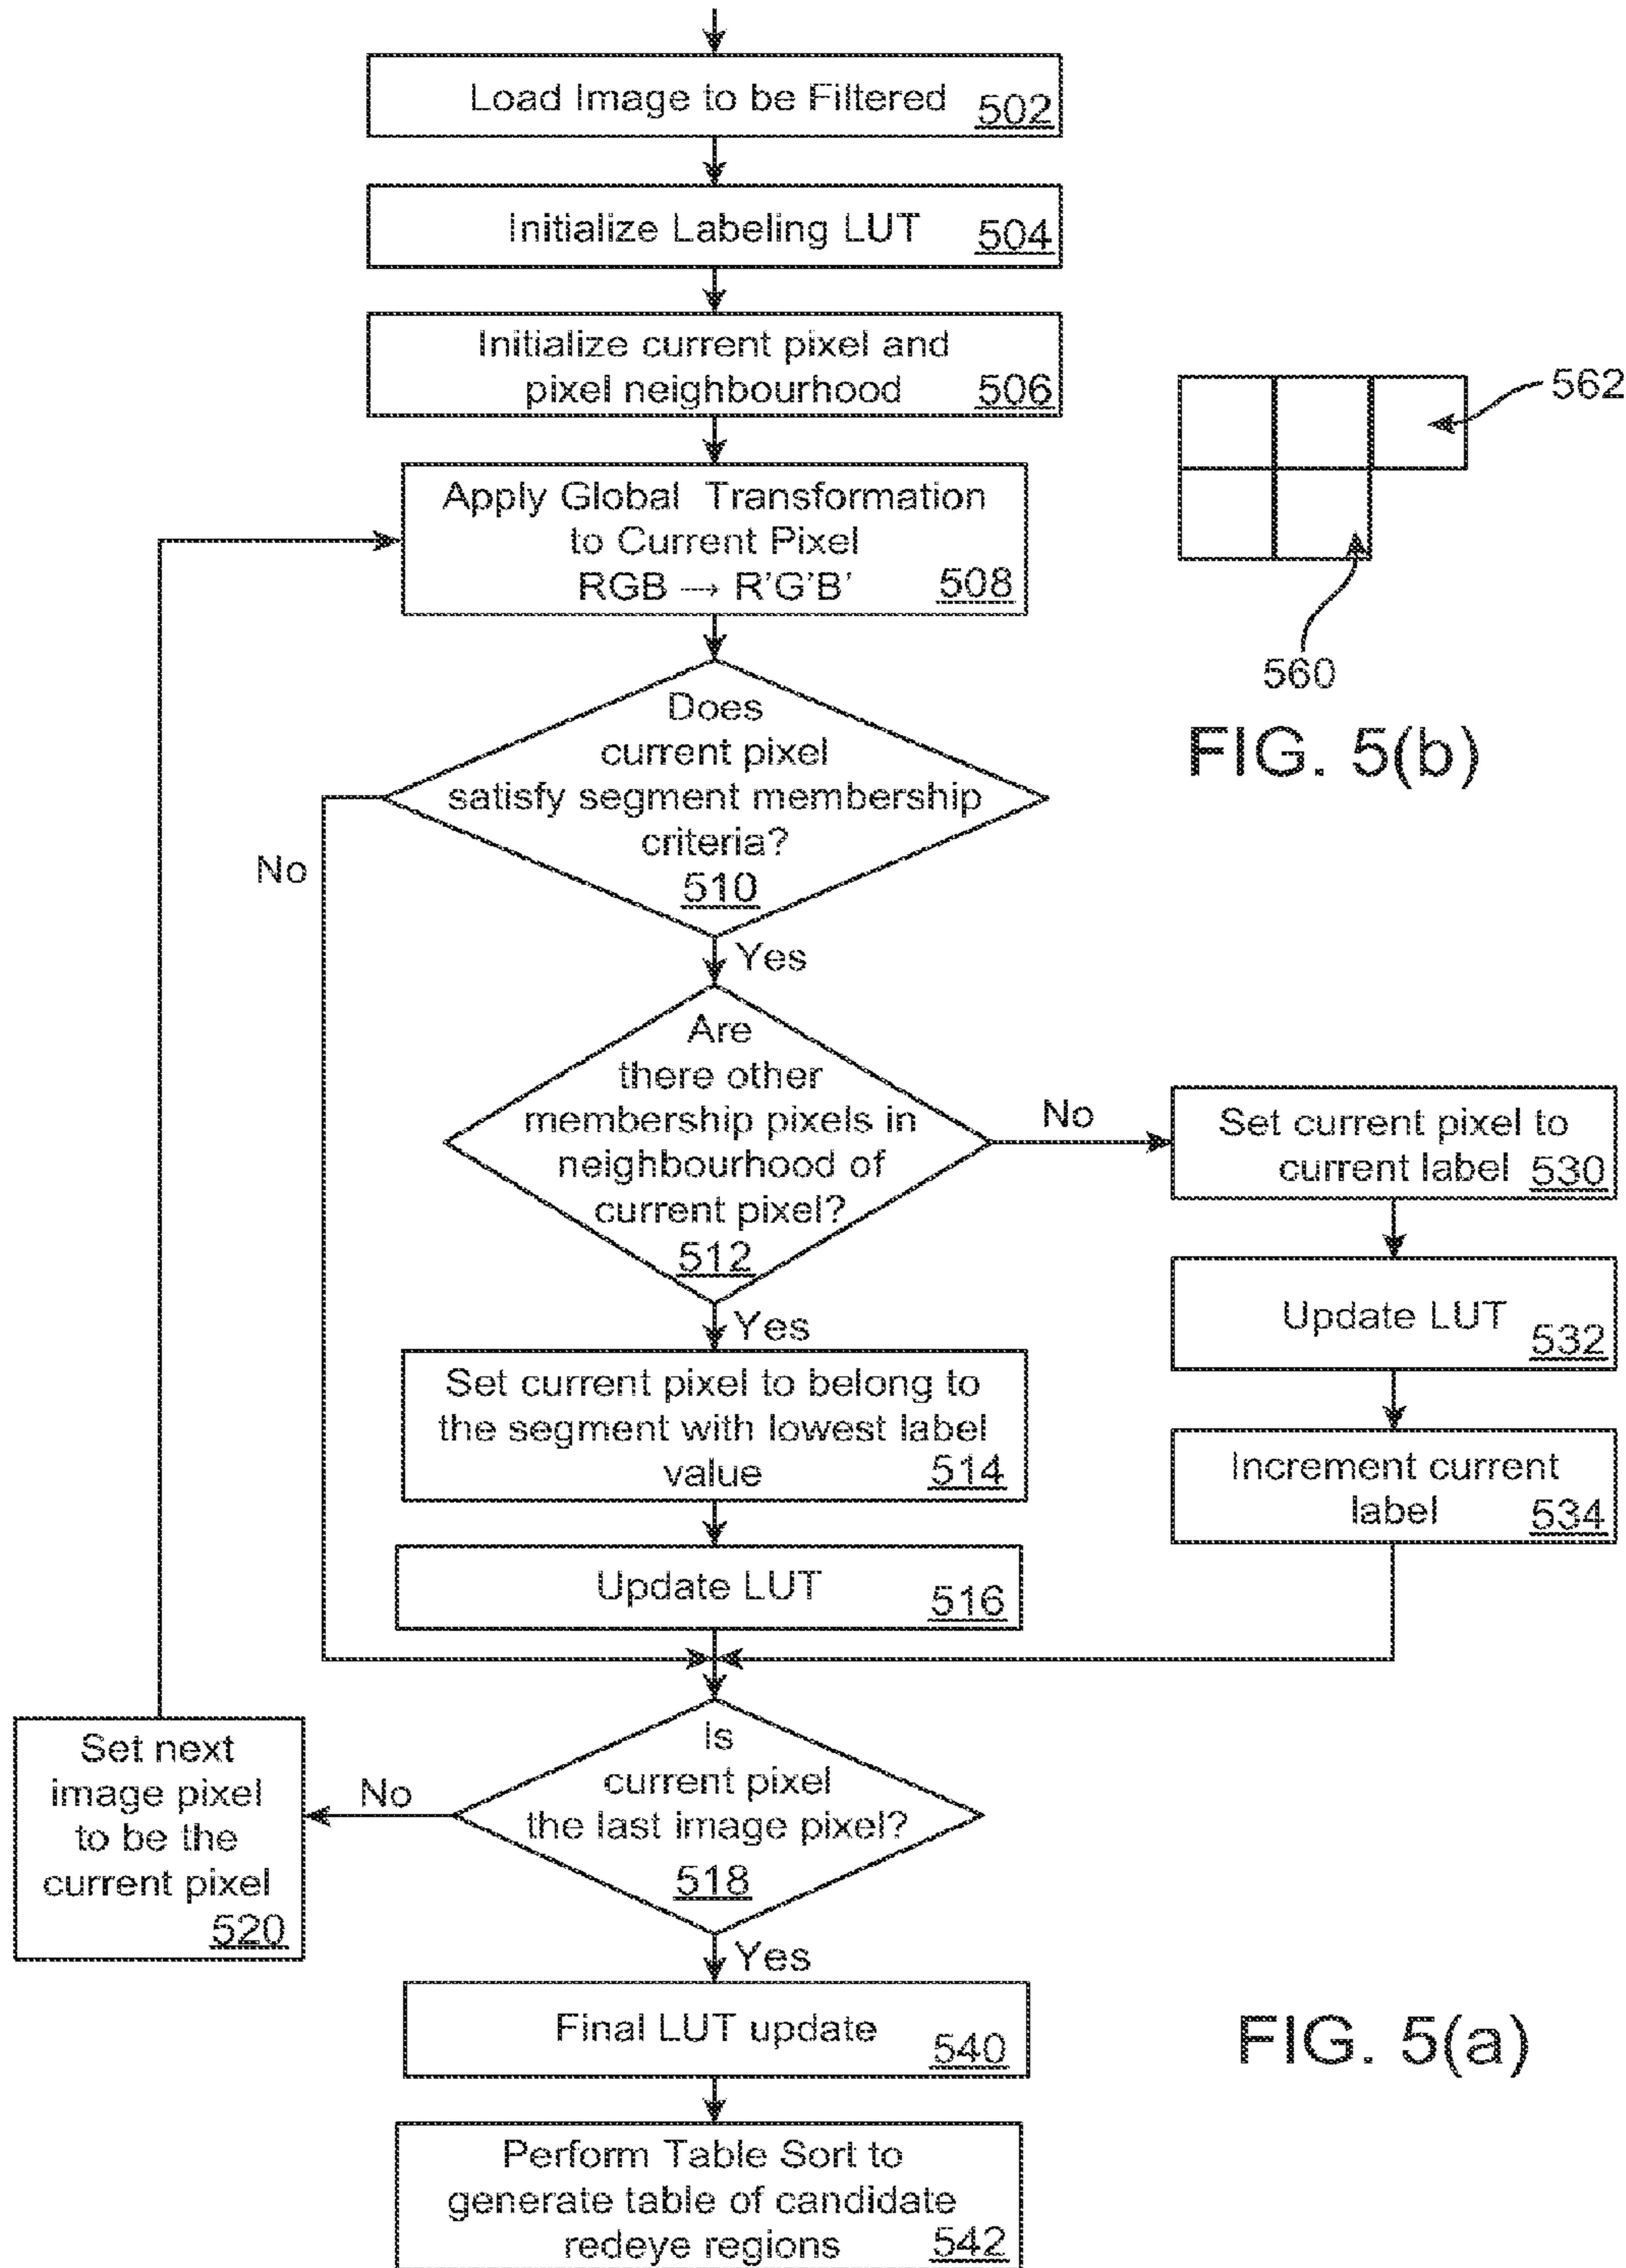 Load Image to be Filtered 502
Initialize Labeling LUT 504
Initialize current pixel and
pixel neighbourhood 506
Apply Global Transformation
to Current Pixel
RGB → R'G'B' 508
562
560
FIG. 5(b)
Does
current pixel
satisfy segment membership
criteria?
510
No
Yes
Are
there other
membership pixels in
neighbourhood of
current pixel?
512
No
Set current pixel to
current label 530
Update LUT
532
Increment current
label 534
Yes
Set current pixel to belong to
the segment with lowest label
value 514
Update LUT 516
Is
current pixel
the last image pixel?
518
No
Set next
image pixel
to be the
current pixel
520
Yes
Final LUT update 540
FIG. 5(a)
Perform Table Sort to
generate table of candidate
redeye regions 542